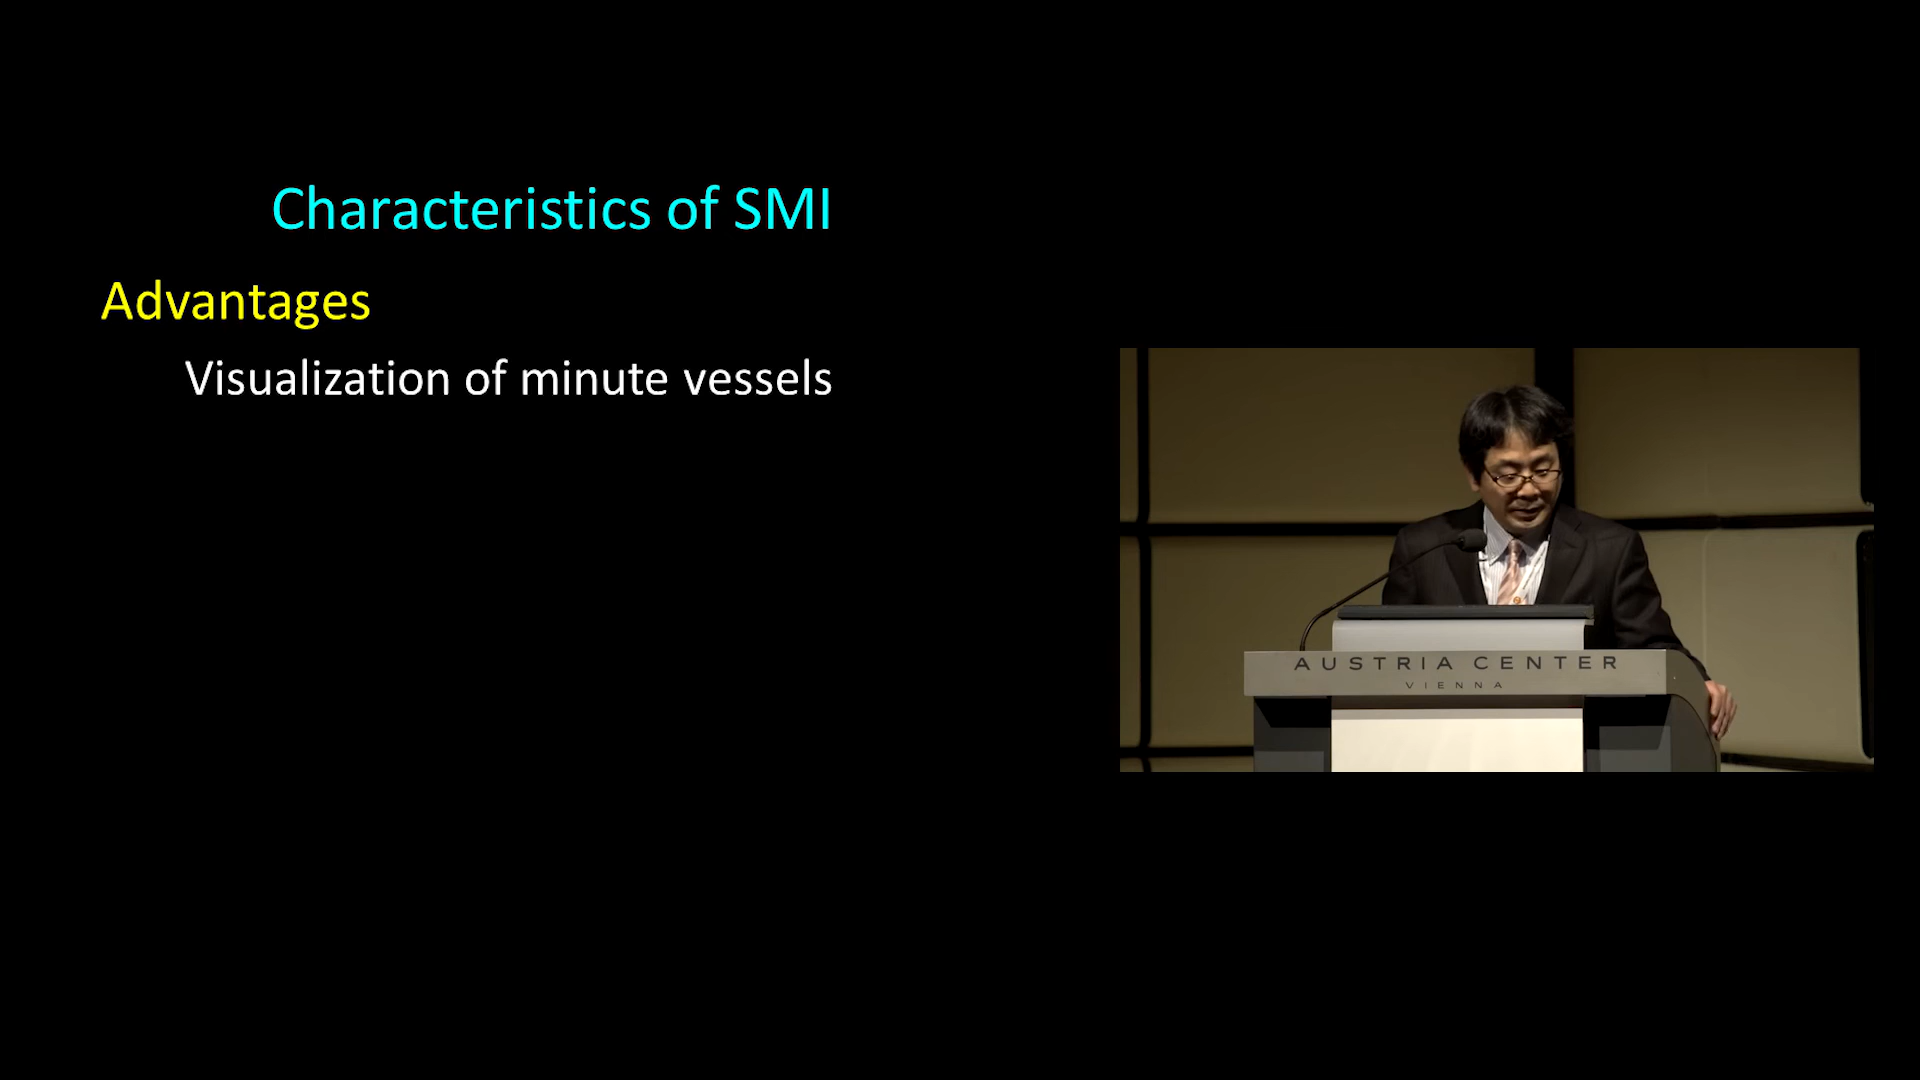 Characteristics of SMI
Advantages
Visualization of minute vessels
AUSTRIA CENTER
VIENNA